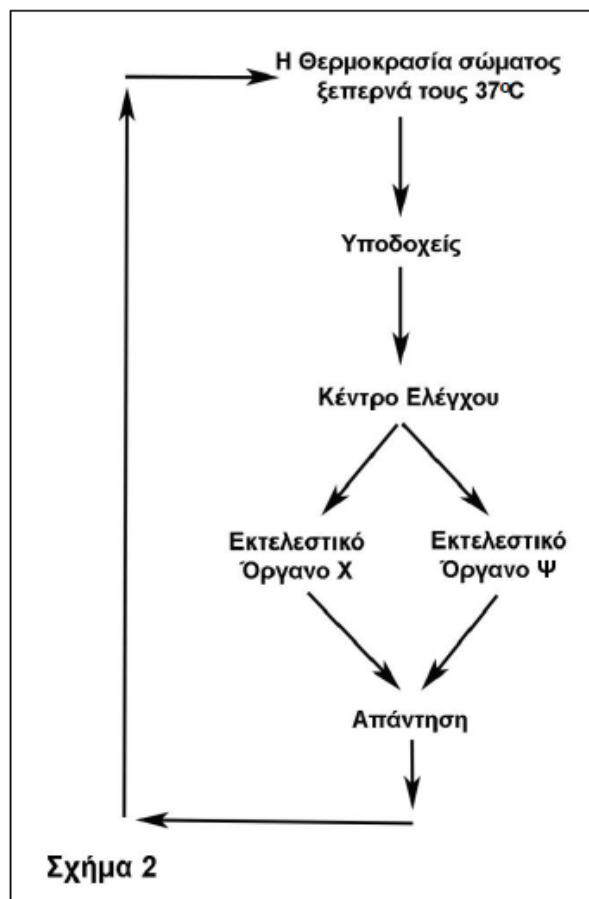 Η Θερμοκρασία σώματος
ξεπερνά τους 37ºC
Υποδοχείς
Κέντρο Ελέγχου
Εκτελεστικό
Όργανο Χ
Εκτελεστικό
Όργανο Ψ
Απάντηση
Σχήμα 2